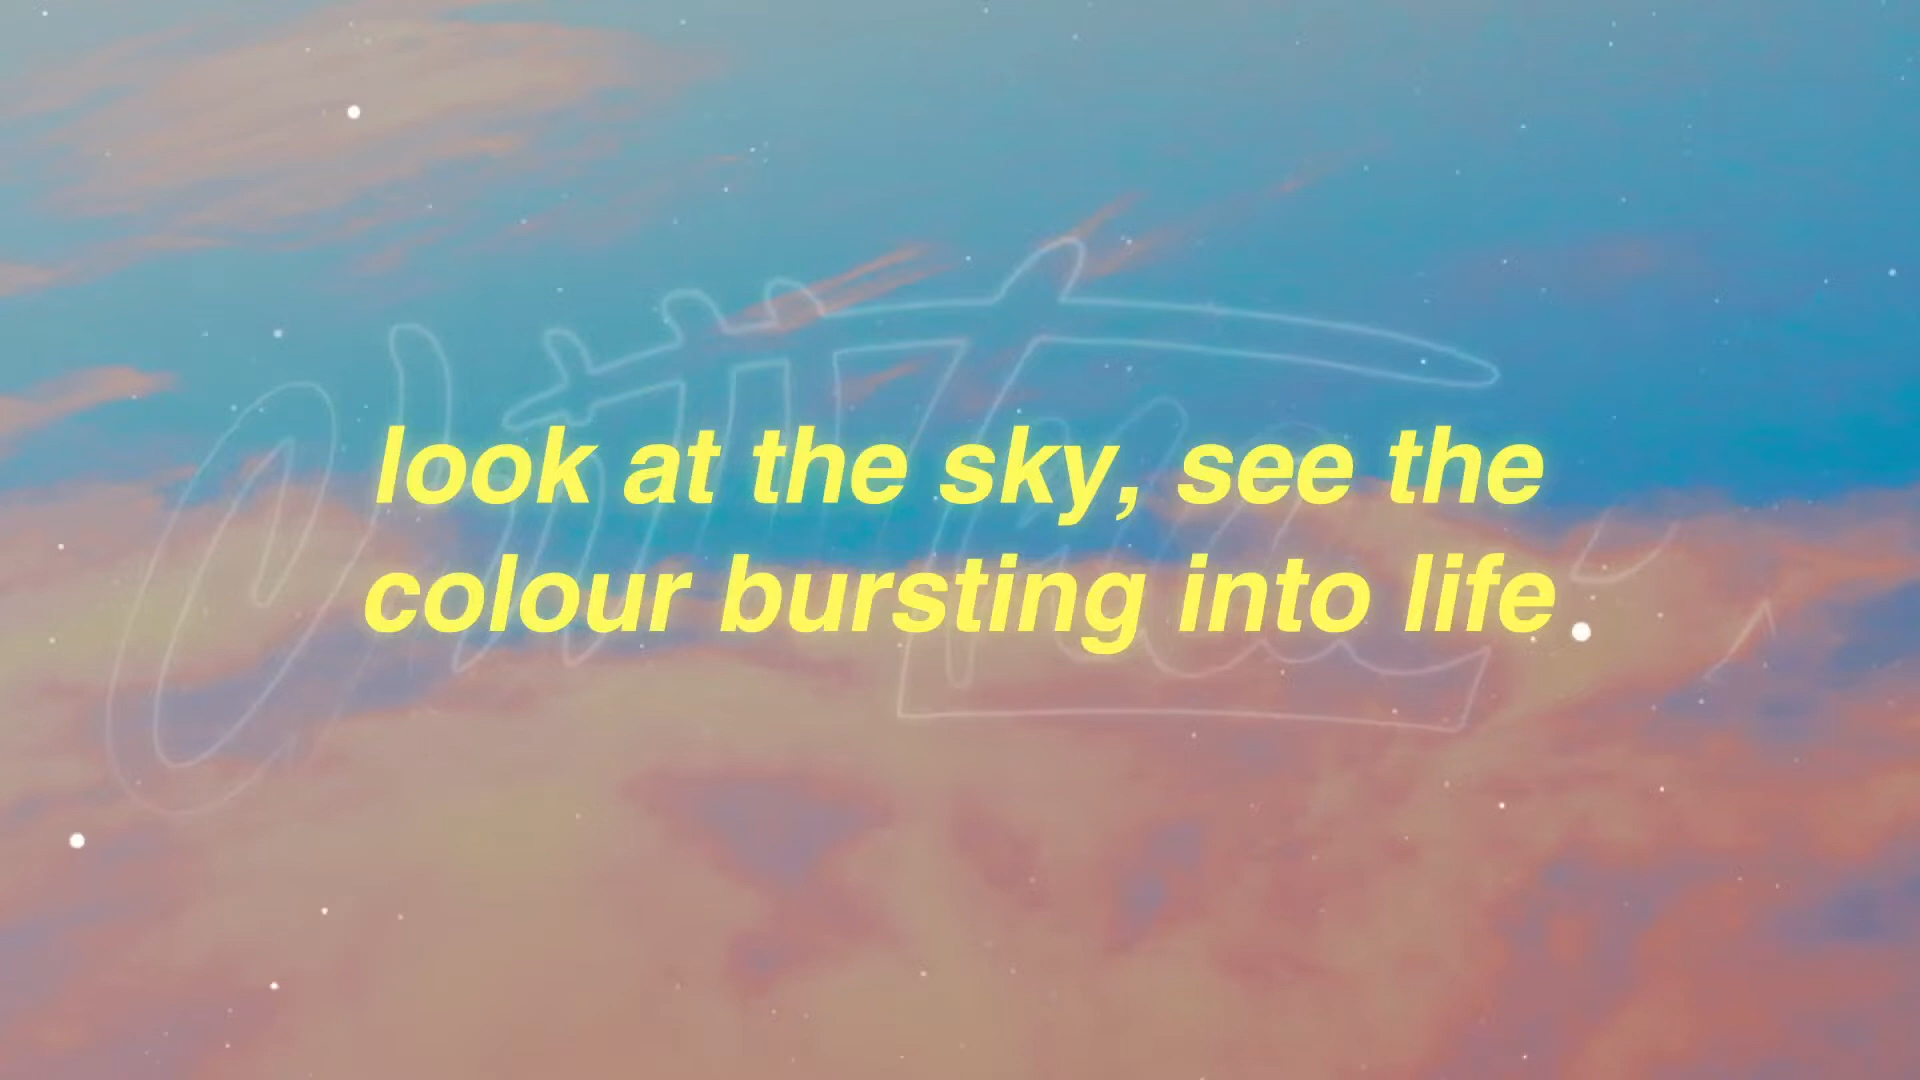 look at the sky, see the
colour bursting into life